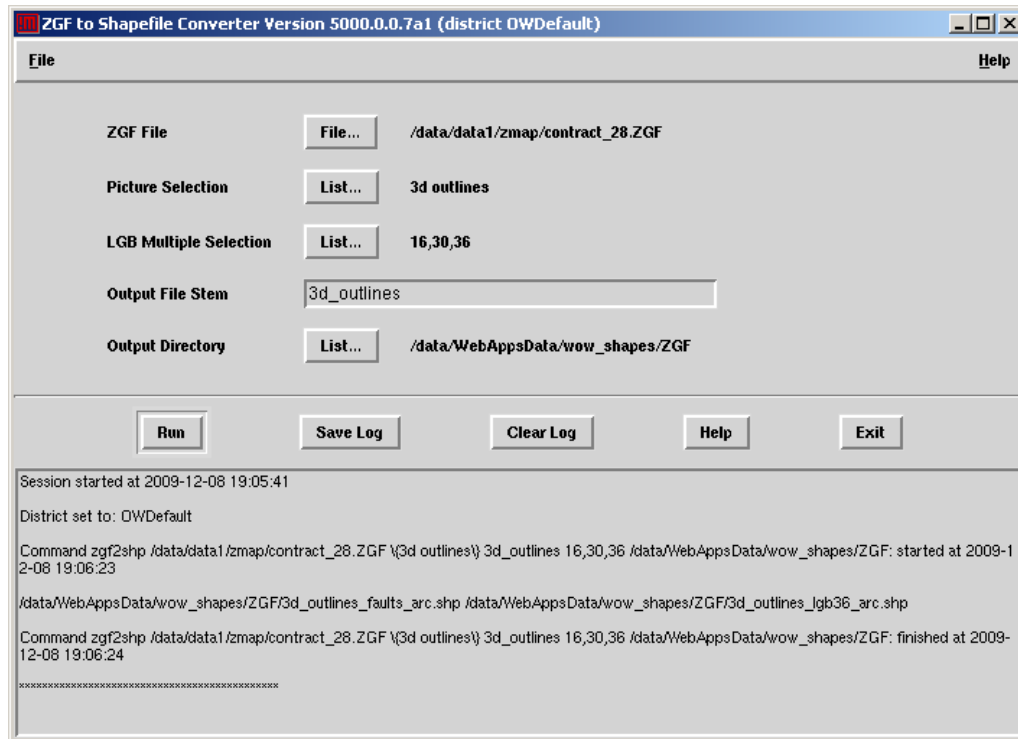 ZGF to Shapefile Converter Version 5000.0.0.7a1 (district OWDefault)
File Help
ZGF File File... /data/data1/zmap/contract_28.ZGF
Picture Selection List... 3d outlines
LGB Multiple Selection List... 16,30,36
Output File Stem 3d_outlines
Output Directory List... /data/WebAppsData/wow_shapes/ZGF
Run Save Log Clear Log Help Exit
Session started at 2009-12-08 19:05:41
District set to: OWDefault
Command zgf2shp /data/data1/zmap/contract_28.ZGF \{3d outlines\} 3d_outlines 16,30,36 /data/WebAppsData/wow_shapes/ZGF: started at 2009-1
2-08 19:06:23
/data/WebAppsData/wow_shapes/ZGF/3d_outlines_faults_arc.shp /data/WebAppsData/wow_shapes/ZGF/3d_outlines_lgb36_arc.shp
Command zgf2shp /data/data1/zmap/contract_28.ZGF \{3d outlines\} 3d_outlines 16,30,36 /data/WebAppsData/wow_shapes/ZGF: finished at 2009-
12-08 19:06:24